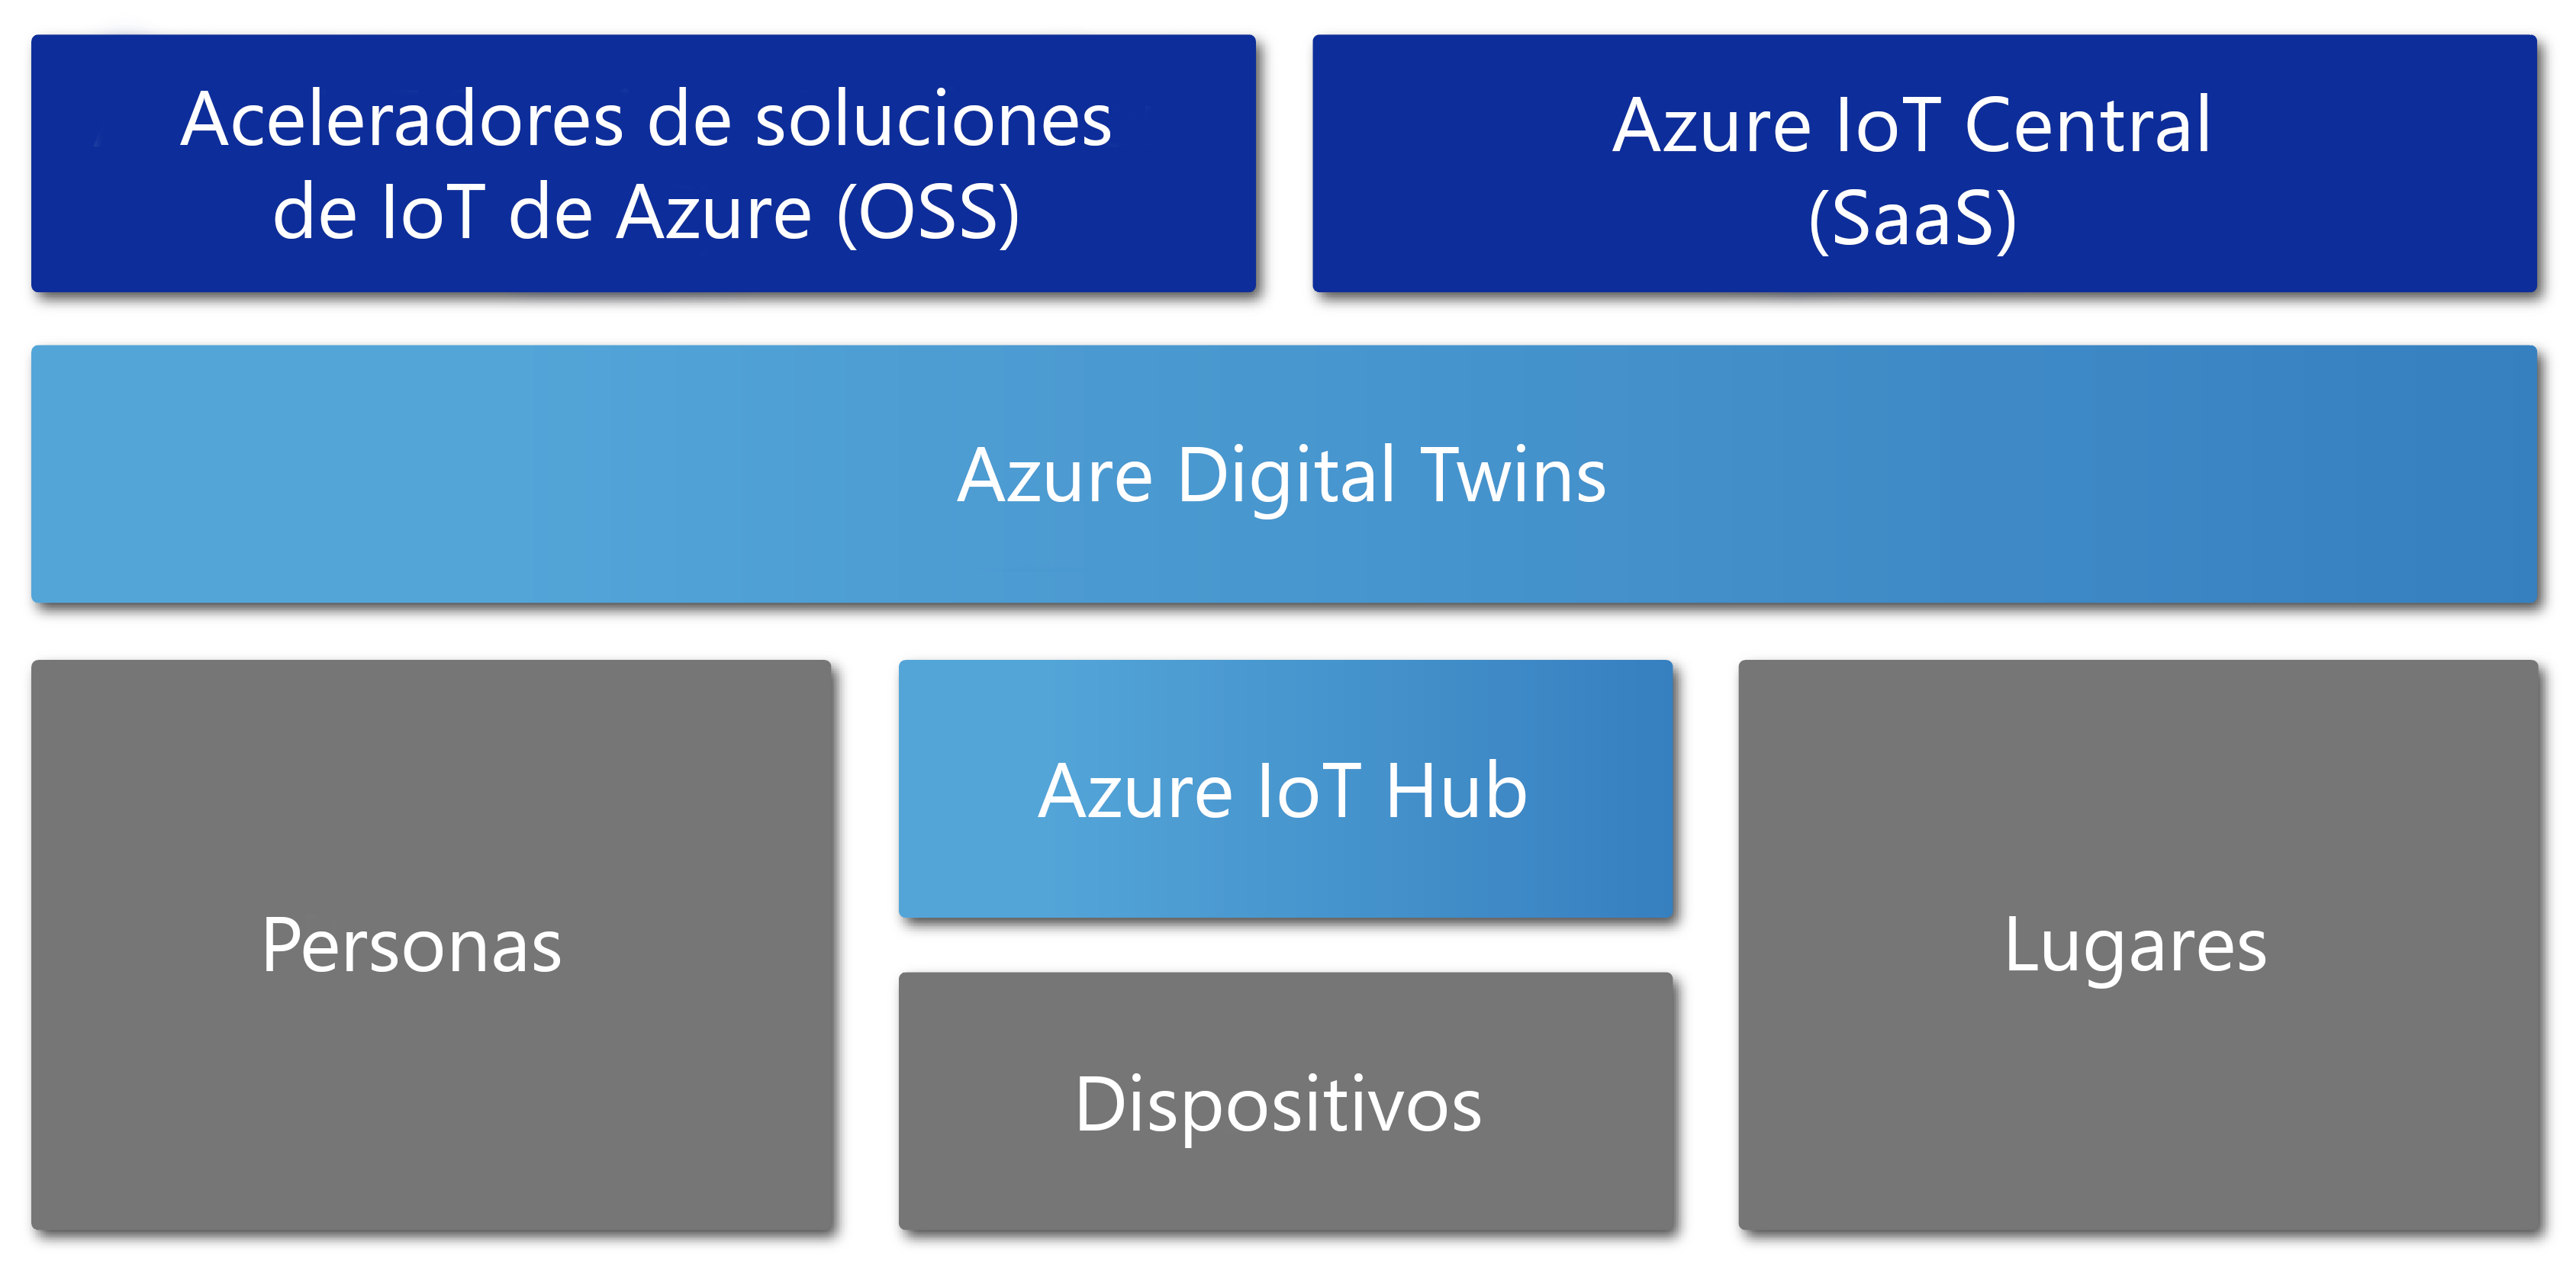 Aceleradores de soluciones
de IoT de Azure (OSS)
Azure IoT Central
(SaaS)
Azure Digital Twins
Personas
Azure IoT Hub
Dispositivos
Lugares